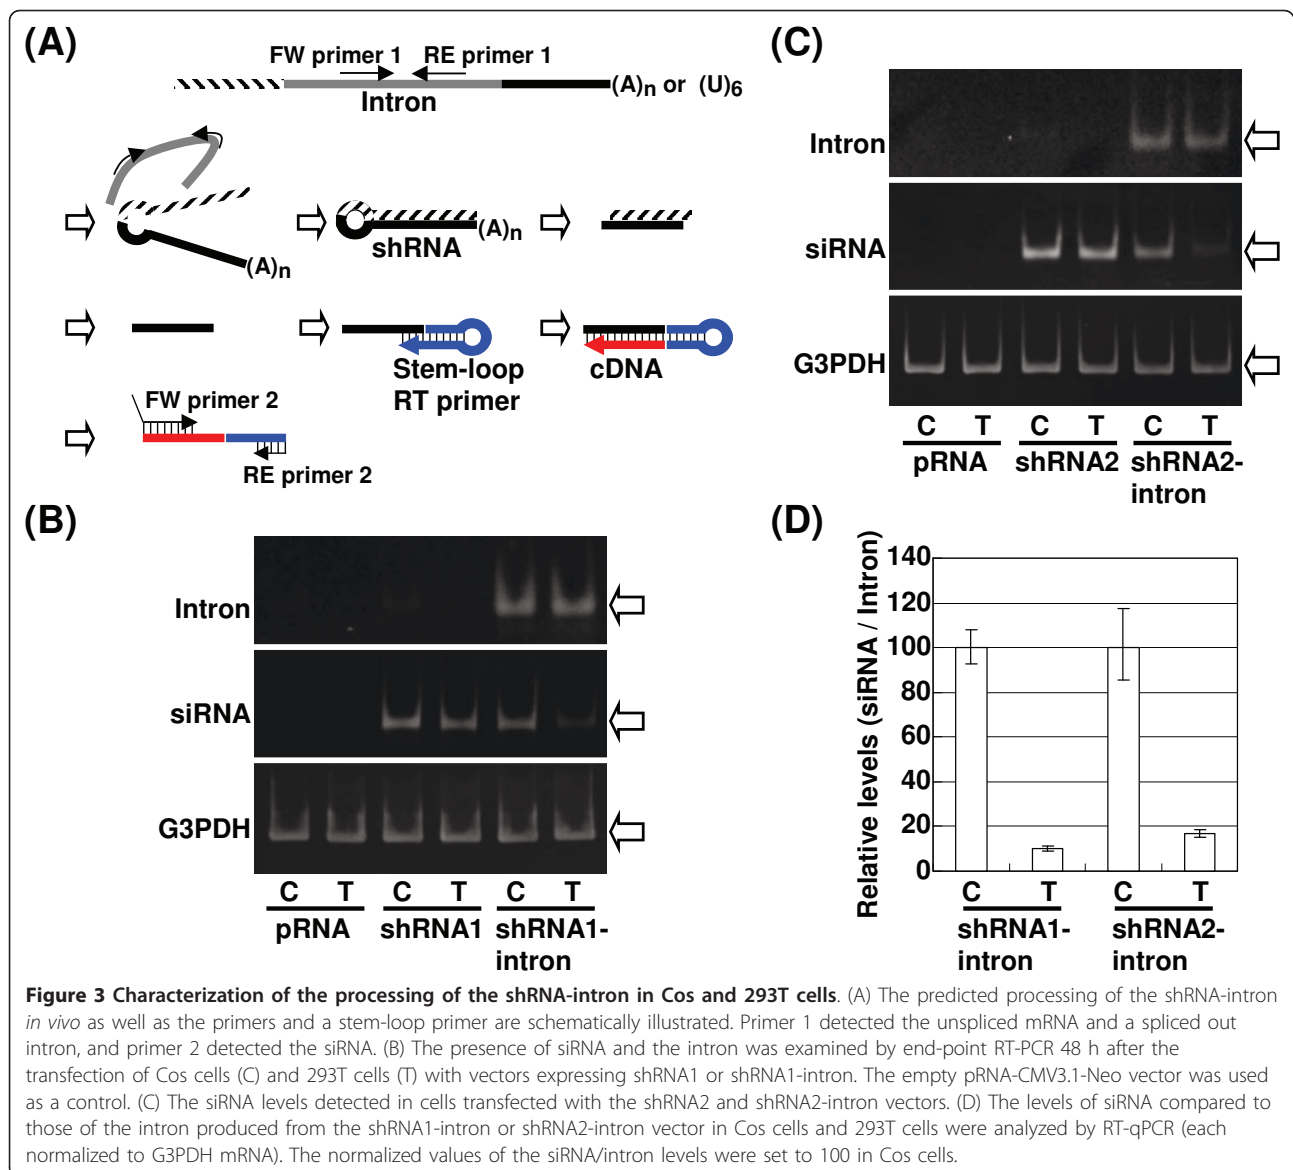 (A)
FW primer 1 RE primer 1
Intron
(A)n or (U)6
(A)n
shRNA
(A)n
Stem-loop
RT primer
cDNA
FW primer 2
RE primer 2
(B)
Intron
siRNA
G3PDH
C T C T C T
pRNA shRNA1 shRNA1-
intron
(C)
Intron
siRNA
G3PDH
C T C T C T
pRNA shRNA2 shRNA2-
intron
(D)
Relative levels (siRNA / Intron)
140
120
100
80
60
40
20
0
C T C T
shRNA1- shRNA2-
intron intron
Figure 3 Characterization of the processing of the shRNA-intron in Cos and 293T cells. (A) The predicted processing of the shRNA-intron
in vivo as well as the primers and a stem-loop primer are schematically illustrated. Primer 1 detected the unspliced mRNA and a spliced out
intron, and primer 2 detected the siRNA. (B) The presence of siRNA and the intron was examined by end-point RT-PCR 48 h after the
transfection of Cos cells (C) and 293T cells (T) with vectors expressing shRNA1 or shRNA1-intron. The empty pRNA-CMV3.1-Neo vector was used
as a control. (C) The siRNA levels detected in cells transfected with the shRNA2 and shRNA2-intron vectors. (D) The levels of siRNA compared to
those of the intron produced from the shRNA1-intron or shRNA2-intron vector in Cos cells and 293T cells were analyzed by RT-qPCR (each
normalized to G3PDH mRNA). The normalized values of the siRNA/intron levels were set to 100 in Cos cells.